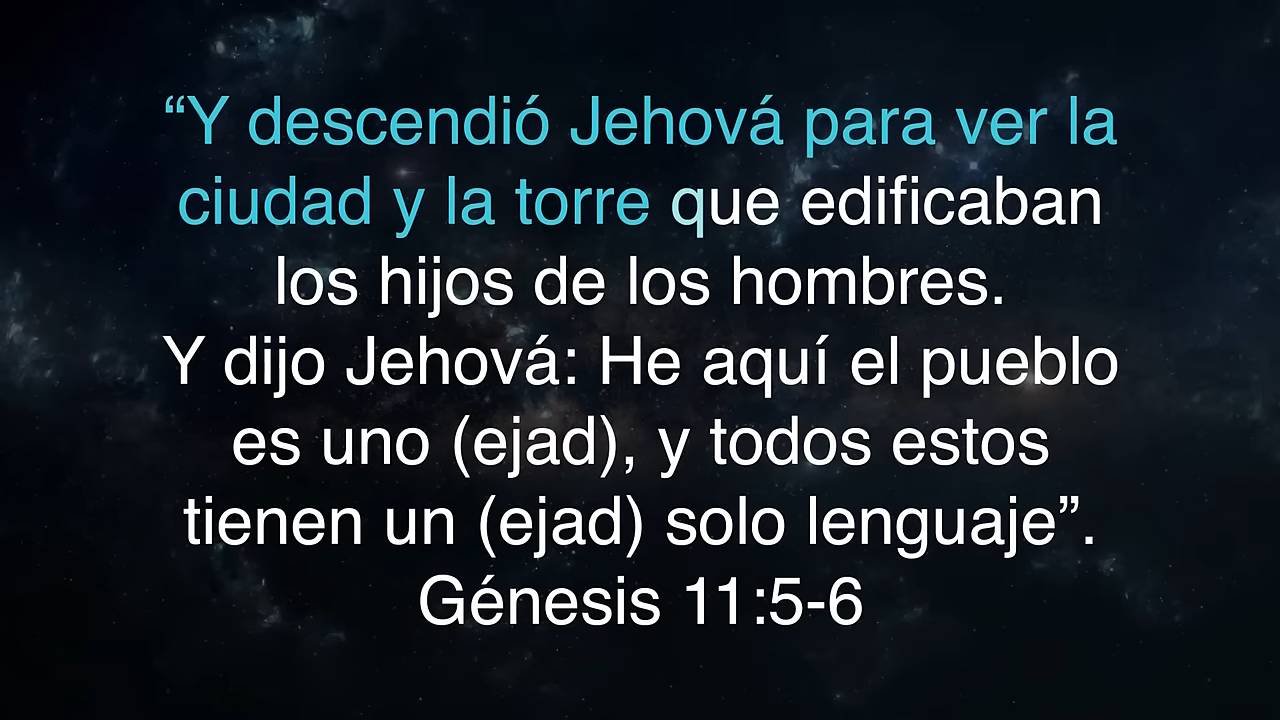 “Y descendió Jehová para ver la
ciudad y la torre que edificaban
los hijos de los hombres.
Y dijo Jehová: He aquí el pueblo
es uno (ejad), y todos estos
tienen un (ejad) solo lenguaje”.
Génesis 11:5-6